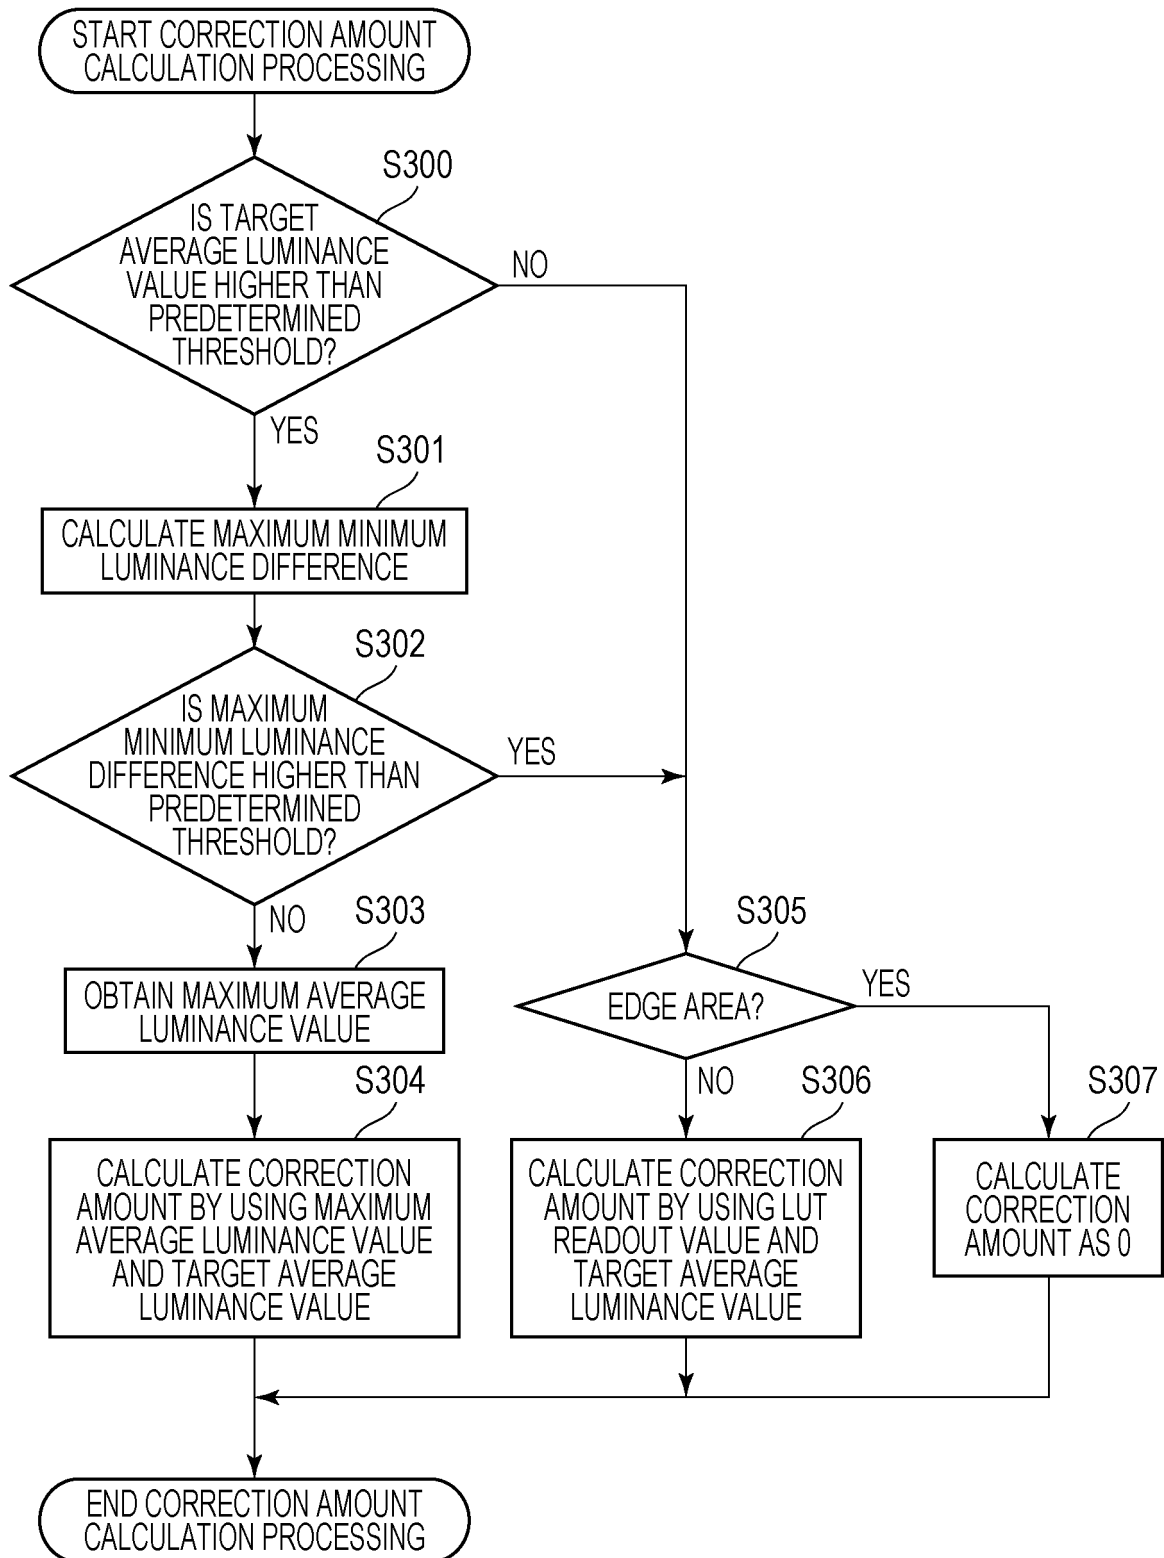 START CORRECTION AMOUNT
CALCULATION PROCESSING
S300
IS TARGET
AVERAGE LUMINANCE
VALUE HIGHER THAN
PREDETERMINED
THRESHOLD?
NO
YES
S301
CALCULATE MAXIMUM MINIMUM
LUMINANCE DIFFERENCE
S302
IS MAXIMUM
MINIMUM LUMINANCE
DIFFERENCE HIGHER THAN
PREDETERMINED
THRESHOLD?
YES
NO
S303
OBTAIN MAXIMUM AVERAGE
LUMINANCE VALUE
S305
EDGE AREA?
YES
NO
S304
CALCULATE CORRECTION
AMOUNT BY USING MAXIMUM
AVERAGE LUMINANCE VALUE
AND TARGET AVERAGE
LUMINANCE VALUE
S306
CALCULATE CORRECTION
AMOUNT BY USING LUT
READOUT VALUE AND
TARGET AVERAGE
LUMINANCE VALUE
S307
CALCULATE
CORRECTION
AMOUNT AS 0
END CORRECTION AMOUNT
CALCULATION PROCESSING